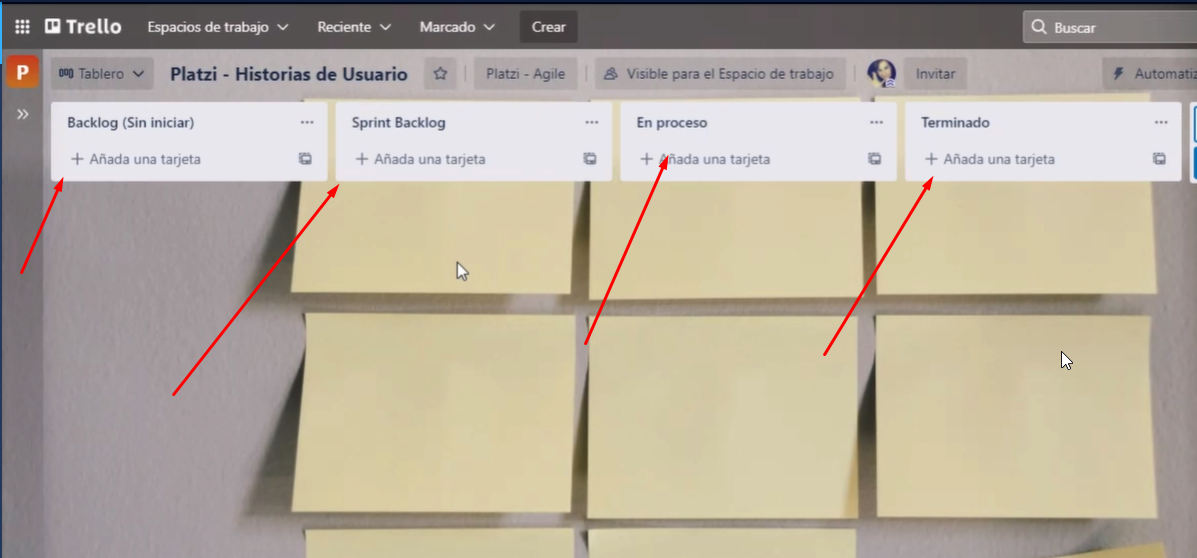 Trello Espacios de trabajo Reciente Marcado Crear Buscar
P Tablero Platzi - Historias de Usuario Platzi - Agile Visible para el Espacio de trabajo Invitar
Backlog (Sin iniciar) Sprint Backlog En proceso Terminado
+ Añada una tarjeta + Añada una tarjeta + Añada una tarjeta + Añada una tarjeta